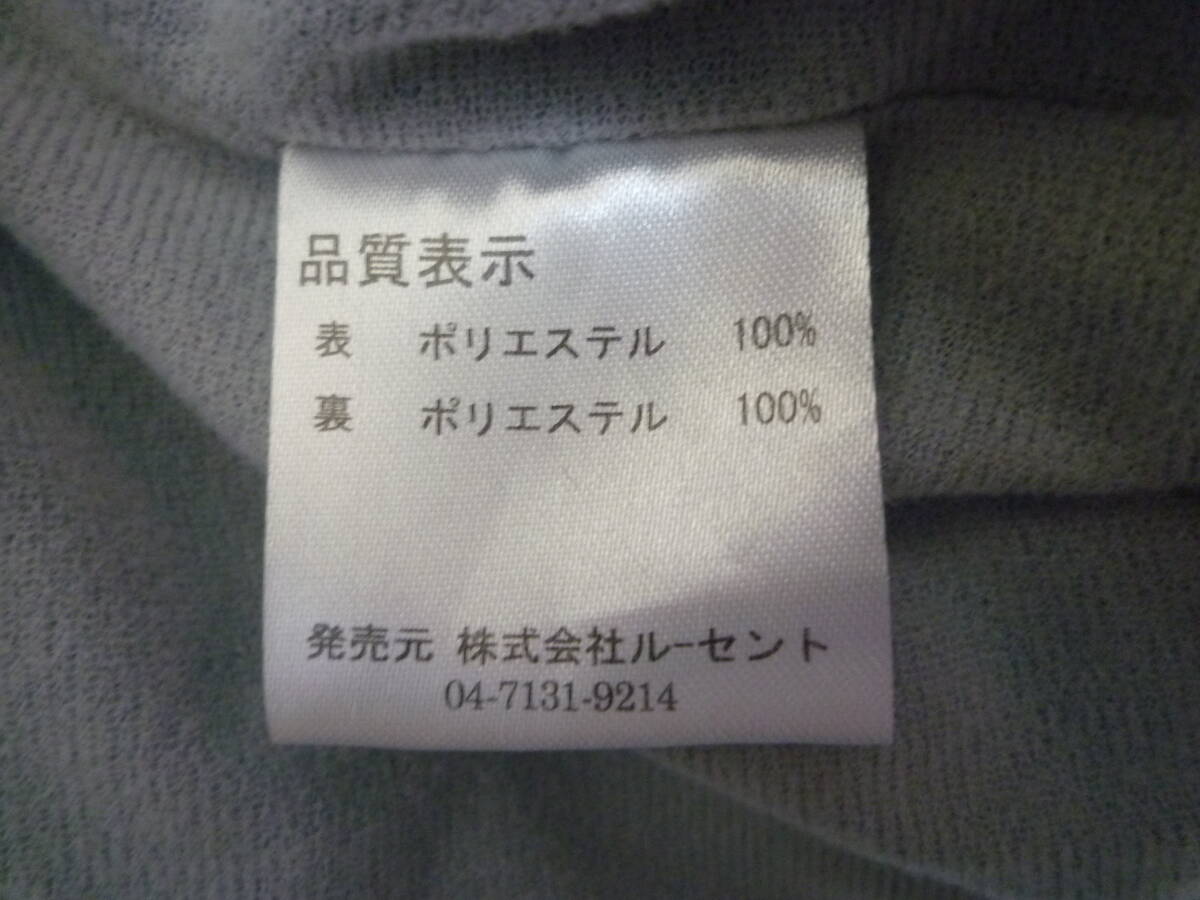 品質表示
表 ポリエステル 100%
裏 ポリエステル 100%
発売元 株式会社ルーセント
04-7131-9214